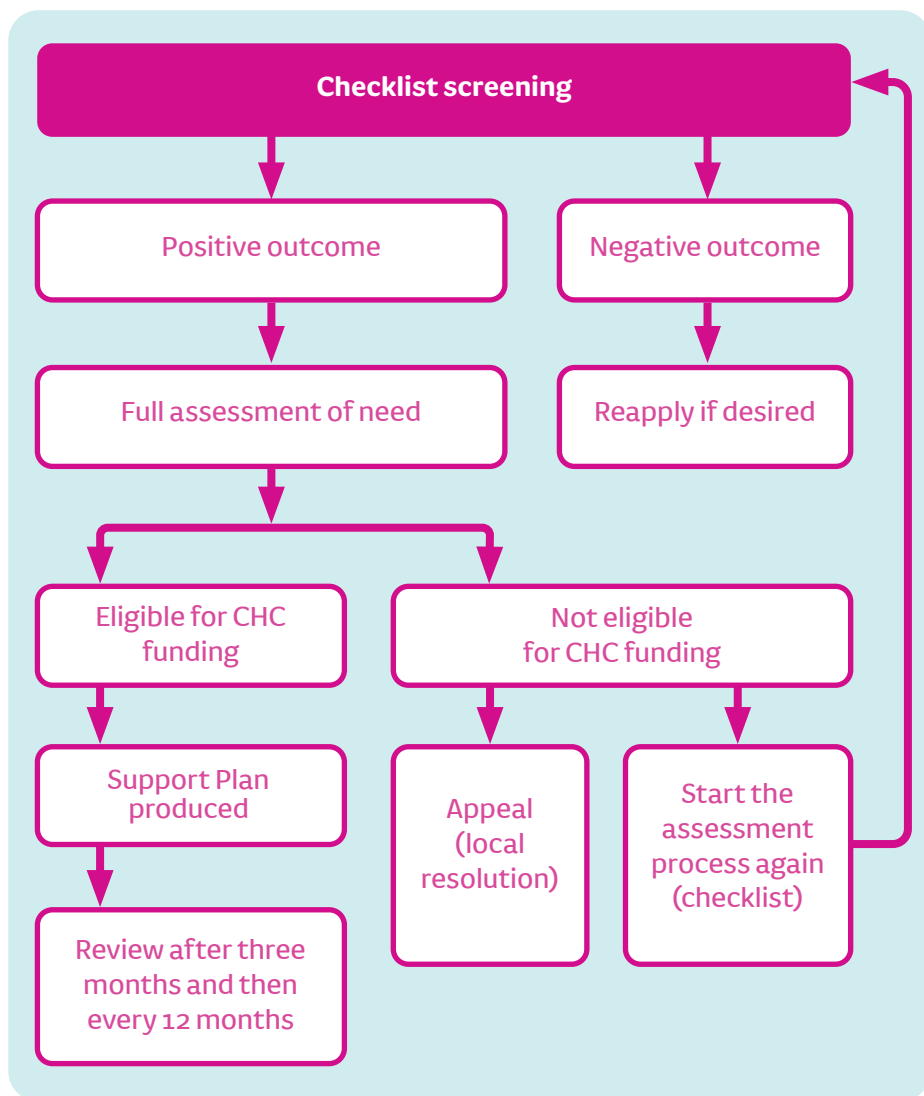 Checklist screening
Positive outcome
Negative outcome
Full assessment of need
Reapply if desired
Eligible for CHC
funding
Not eligible
for CHC funding
Support Plan
produced
Appeal
(local
resolution)
Start the
assessment
process again
(checklist)
Review after three
months and then
every 12 months